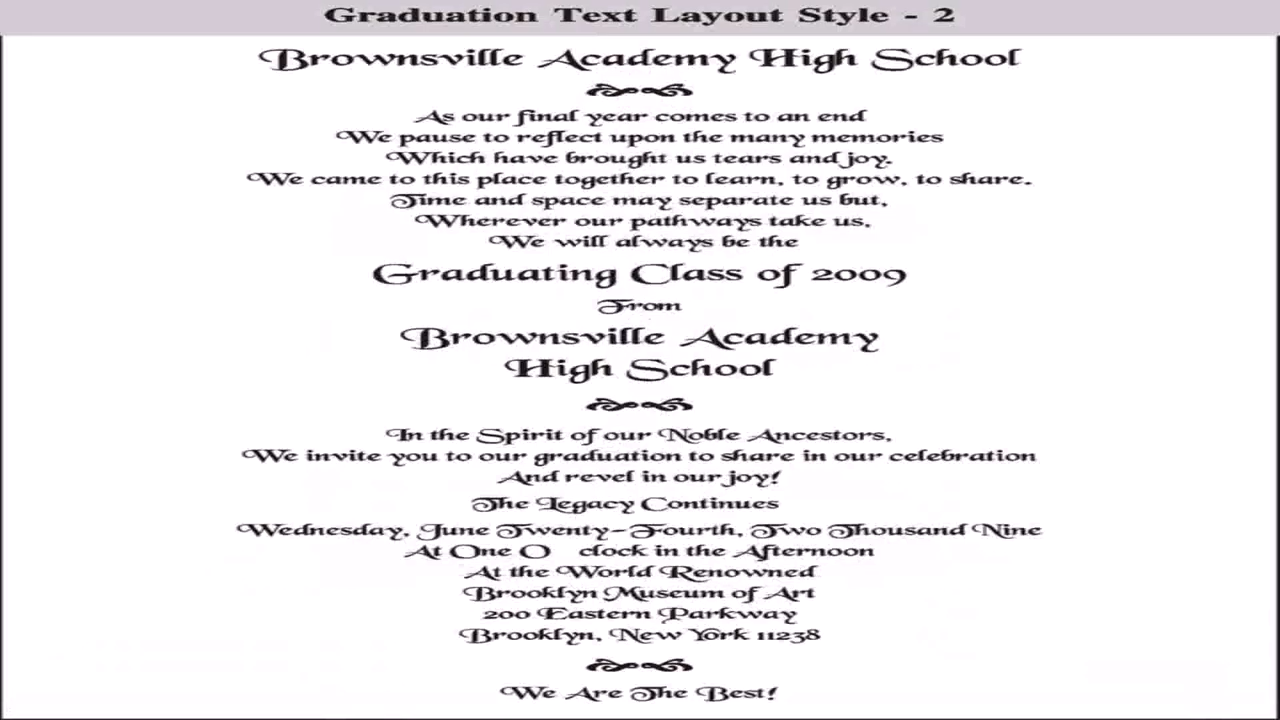 Graduation Text Layout Style - 2
Brownsville Academy High School
As our final year comes to an end
We pause to reflect upon the many memories
Which have brought us tears and joy.
We came to this place together to learn, to grow, to share.
Time and space may separate us but,
Wherever our pathways take us,
We will always be the
Graduating Class of 2009
From
Brownsville Academy
High School
In the Spirit of our Noble Ancestors,
We invite you to our graduation to share in our celebration
And revel in our joy!
The Legacy Continues
Wednesday, June Twenty-Fourth, Two Thousand Nine
At One O clock in the Afternoon
At the World Renowned
Brooklyn Museum of Art
200 Eastern Parkway
Brooklyn, New York 11238
We Are The Best!